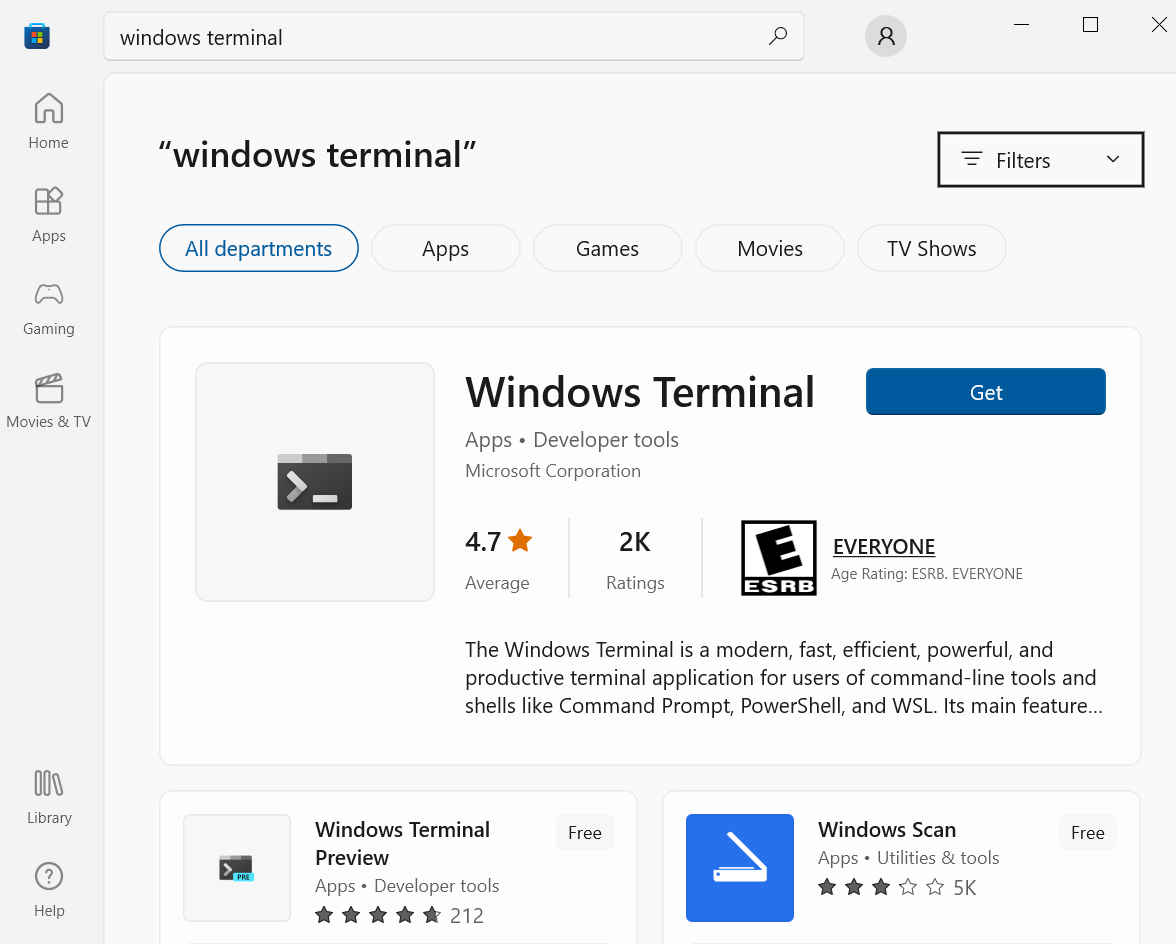 windows terminal
Home
Apps
Gaming
Movies & TV
Library
Help
“windows terminal”
Filters
All departments
Apps
Games
Movies
TV Shows
Windows Terminal
Get
Apps • Developer tools
Microsoft Corporation
4.7
Average
2K
Ratings
E
ESRB
EVERYONE
Age Rating: ESRB. EVERYONE
The Windows Terminal is a modern, fast, efficient, powerful, and
productive terminal application for users of command-line tools and
shells like Command Prompt, PowerShell, and WSL. Its main feature...
PRE
Windows Terminal
Preview
Free
Apps • Developer tools
212
Windows Scan
Free
Apps • Utilities & tools
5K